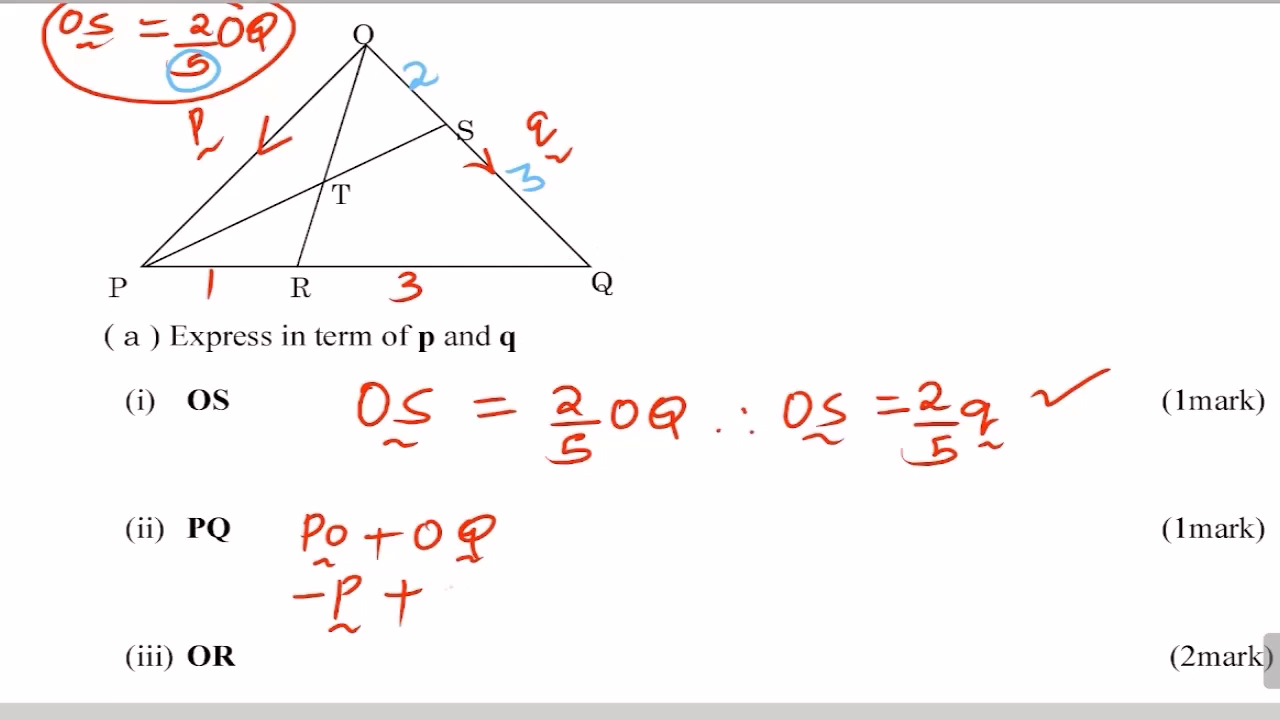 OS = 2/5 OQ
O
2
P
S
q
3
T
P
1
R
3
Q
( a ) Express in term of p and q
(i) OS OS = 2/5 OQ ∴ OS = 2/5 q ✓ (1mark)
(ii) PQ PO + OQ (1mark)
-P +
(iii) OR (2mark)